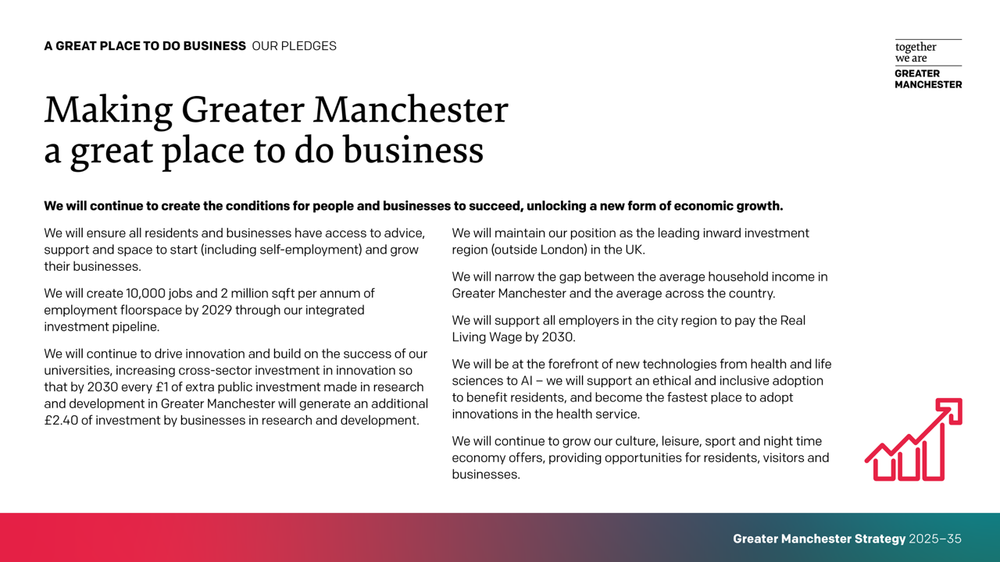 A GREAT PLACE TO DO BUSINESS OUR PLEDGES
together
we are
GREATER
MANCHESTER
Making Greater Manchester
a great place to do business
We will continue to create the conditions for people and businesses to succeed, unlocking a new form of economic growth.
We will ensure all residents and businesses have access to advice,
support and space to start (including self-employment) and grow
their businesses.
We will create 10,000 jobs and 2 million sqft per annum of
employment floorspace by 2029 through our integrated
investment pipeline.
We will continue to drive innovation and build on the success of our
universities, increasing cross-sector investment in innovation so
that by 2030 every £1 of extra public investment made in research
and development in Greater Manchester will generate an additional
£2.40 of investment by businesses in research and development.
We will maintain our position as the leading inward investment
region (outside London) in the UK.
We will narrow the gap between the average household income in
Greater Manchester and the average across the country.
We will support all employers in the city region to pay the Real
Living Wage by 2030.
We will be at the forefront of new technologies from health and life
sciences to AI – we will support an ethical and inclusive adoption
to benefit residents, and become the fastest place to adopt
innovations in the health service.
We will continue to grow our culture, leisure, sport and night time
economy offers, providing opportunities for residents, visitors and
businesses.
Greater Manchester Strategy 2025–35